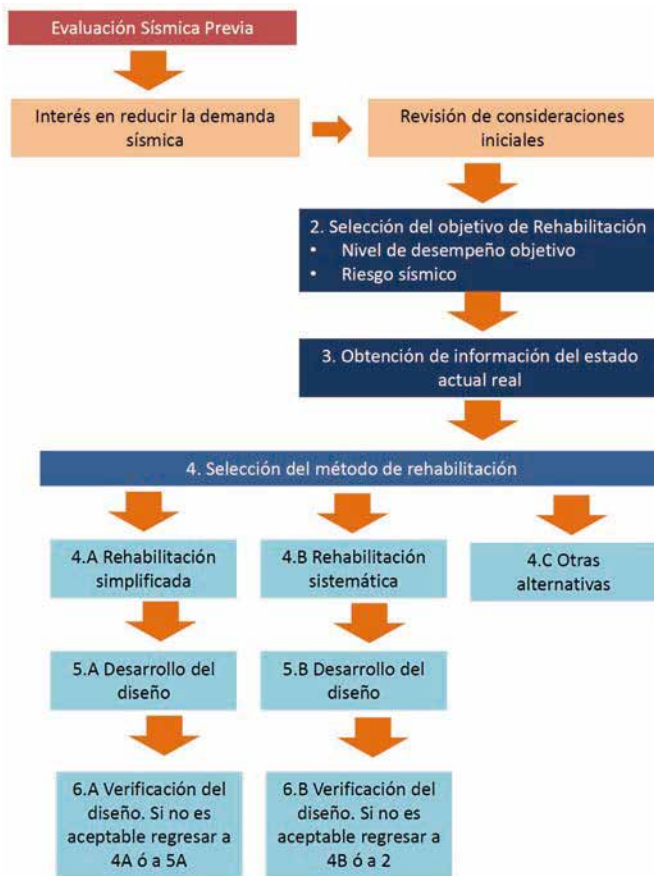 Evaluación Sísmica Previa
Interés en reducir la demanda
sísmica
Revisión de consideraciones
iniciales
2. Selección del objetivo de Rehabilitación
• Nivel de desempeño objetivo
• Riesgo sísmico
3. Obtención de información del estado
actual real
4. Selección del método de rehabilitación
4.A Rehabilitación
simplificada
4.B Rehabilitación
sistemática
4.C Otras
alternativas
5.A Desarrollo del
diseño
5.B Desarrollo del
diseño
6.A Verificación del
diseño. Si no es
aceptable regresar a
4A ó a 5A
6.B Verificación del
diseño. Si no es
aceptable regresar a
4B ó a 2